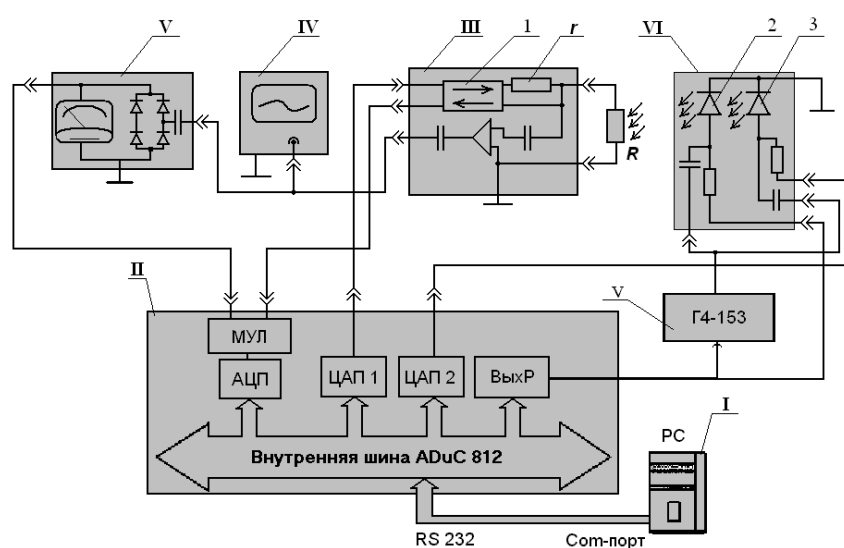 V
IV
III
1
r
VI
2
3
R
II
МУЛ
АЦП
ЦАП 1
ЦАП 2
ВыхР
V
Г4-153
Внутренняя шина ADuC 812
I
PC
RS 232
Com-порт